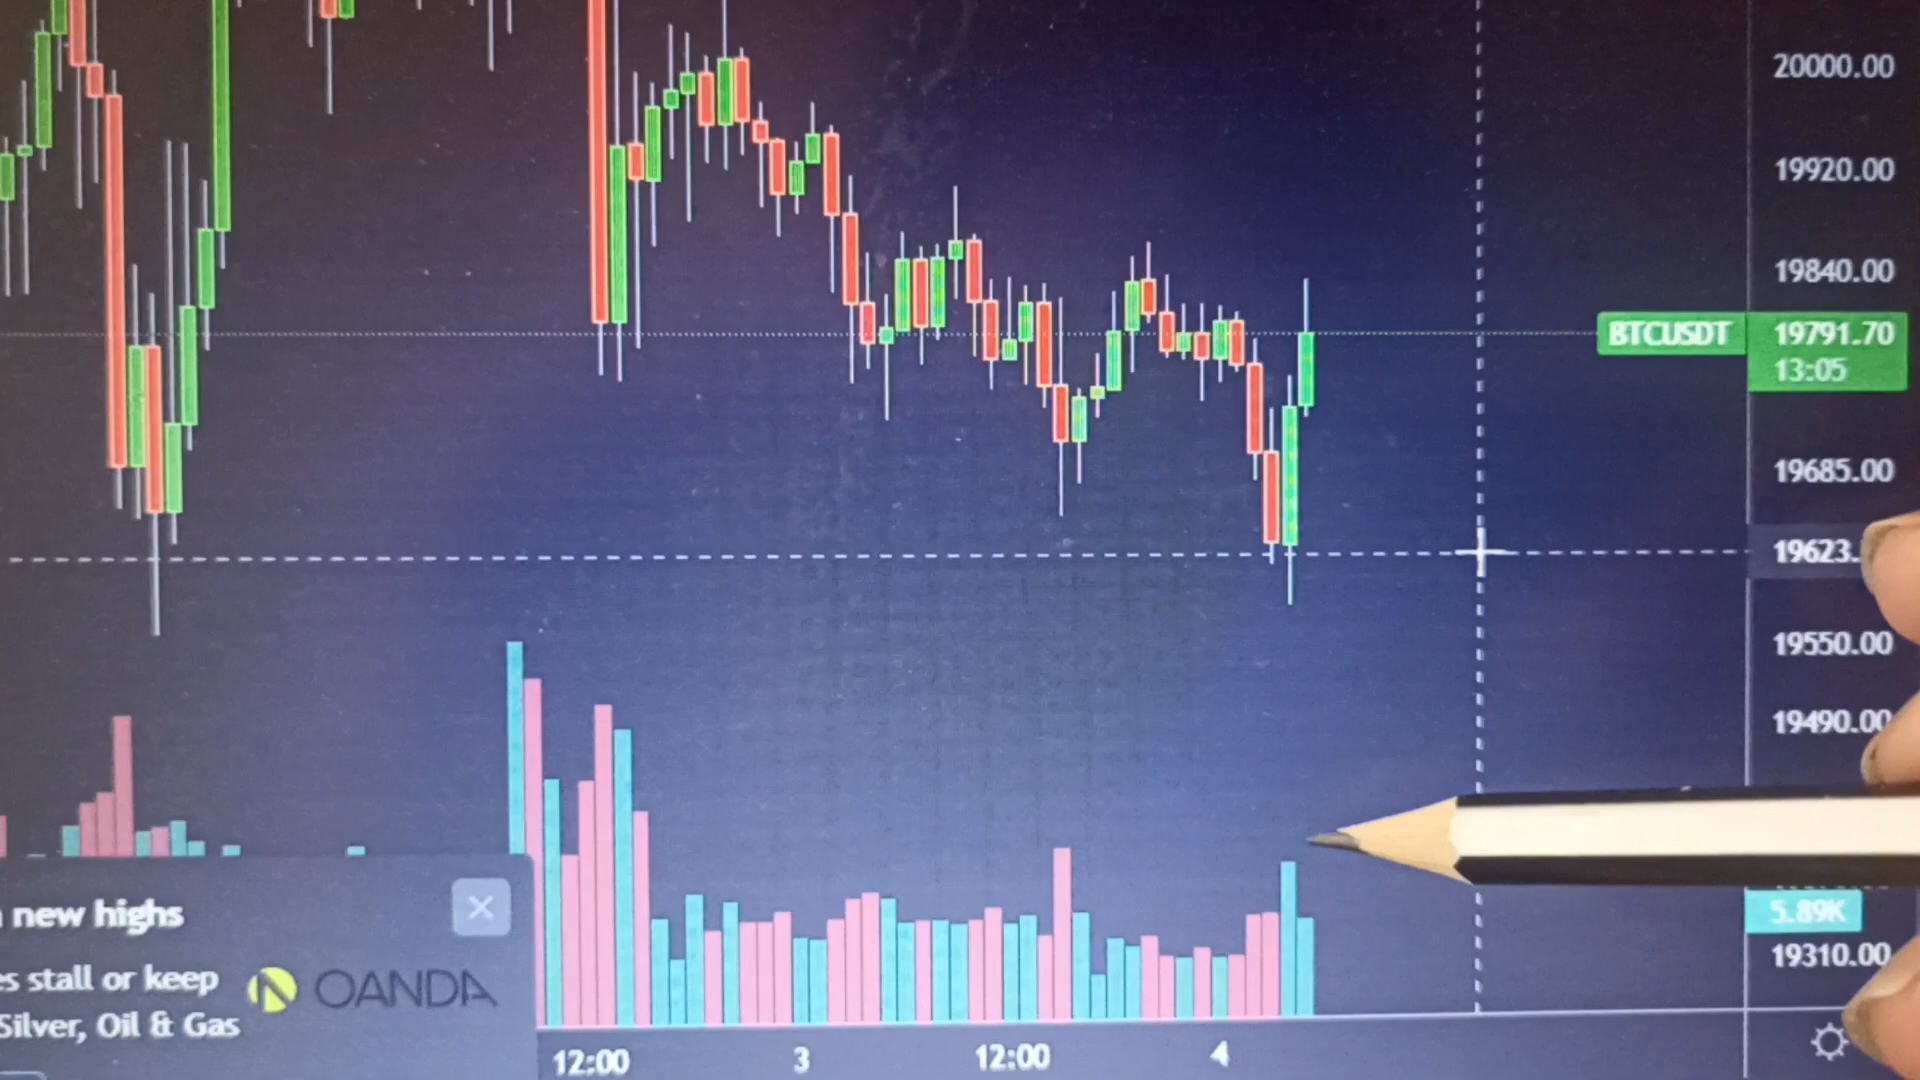 20000.00
19920.00
19840.00
BTCUSDT 19791.70
13:05
19685.00
19623.
19550.00
19490.00
5.89K
19310.00
new highs
es stall or keep
OANDA
Silver, Oil & Gas
12:00 3 12:00 4